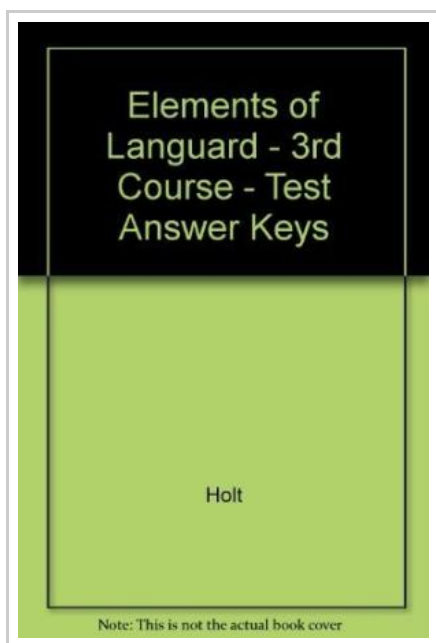 Elements of
Languard - 3rd
Course - Test
Answer Keys
Holt
Note: This is not the actual book cover